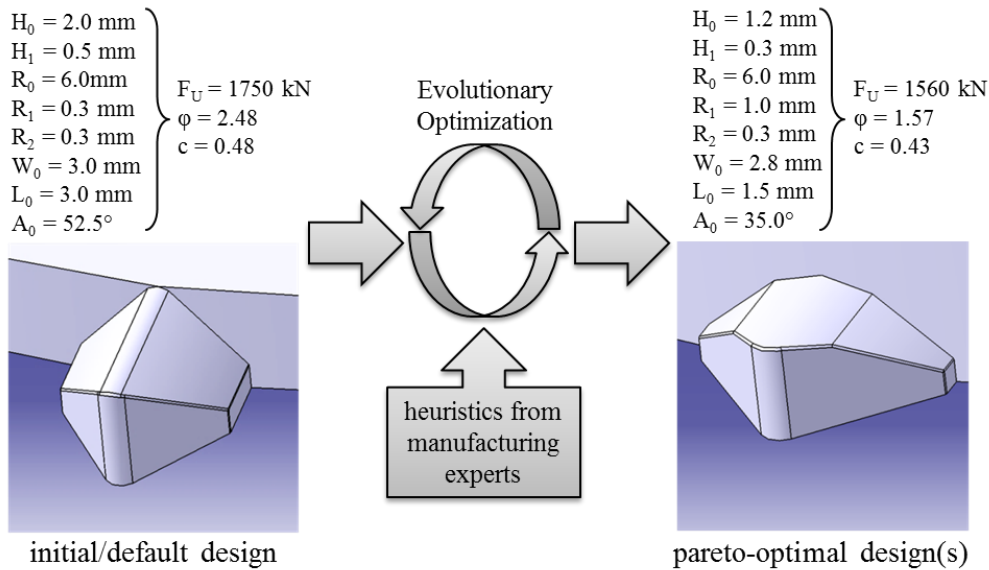 H₀ = 2.0 mm
H₁ = 0.5 mm
R₀ = 6.0mm
R₁ = 0.3 mm
R₂ = 0.3 mm
W₀ = 3.0 mm
L₀ = 3.0 mm
A₀ = 52.5°
F_U = 1750 kN
φ = 2.48
c = 0.48
Evolutionary
Optimization
H₀ = 1.2 mm
H₁ = 0.3 mm
R₀ = 6.0 mm
R₁ = 1.0 mm
R₂ = 0.3 mm
W₀ = 2.8 mm
L₀ = 1.5 mm
A₀ = 35.0°
F_U = 1560 kN
φ = 1.57
c = 0.43
heuristics from
manufacturing
experts
initial/default design
pareto-optimal design(s)